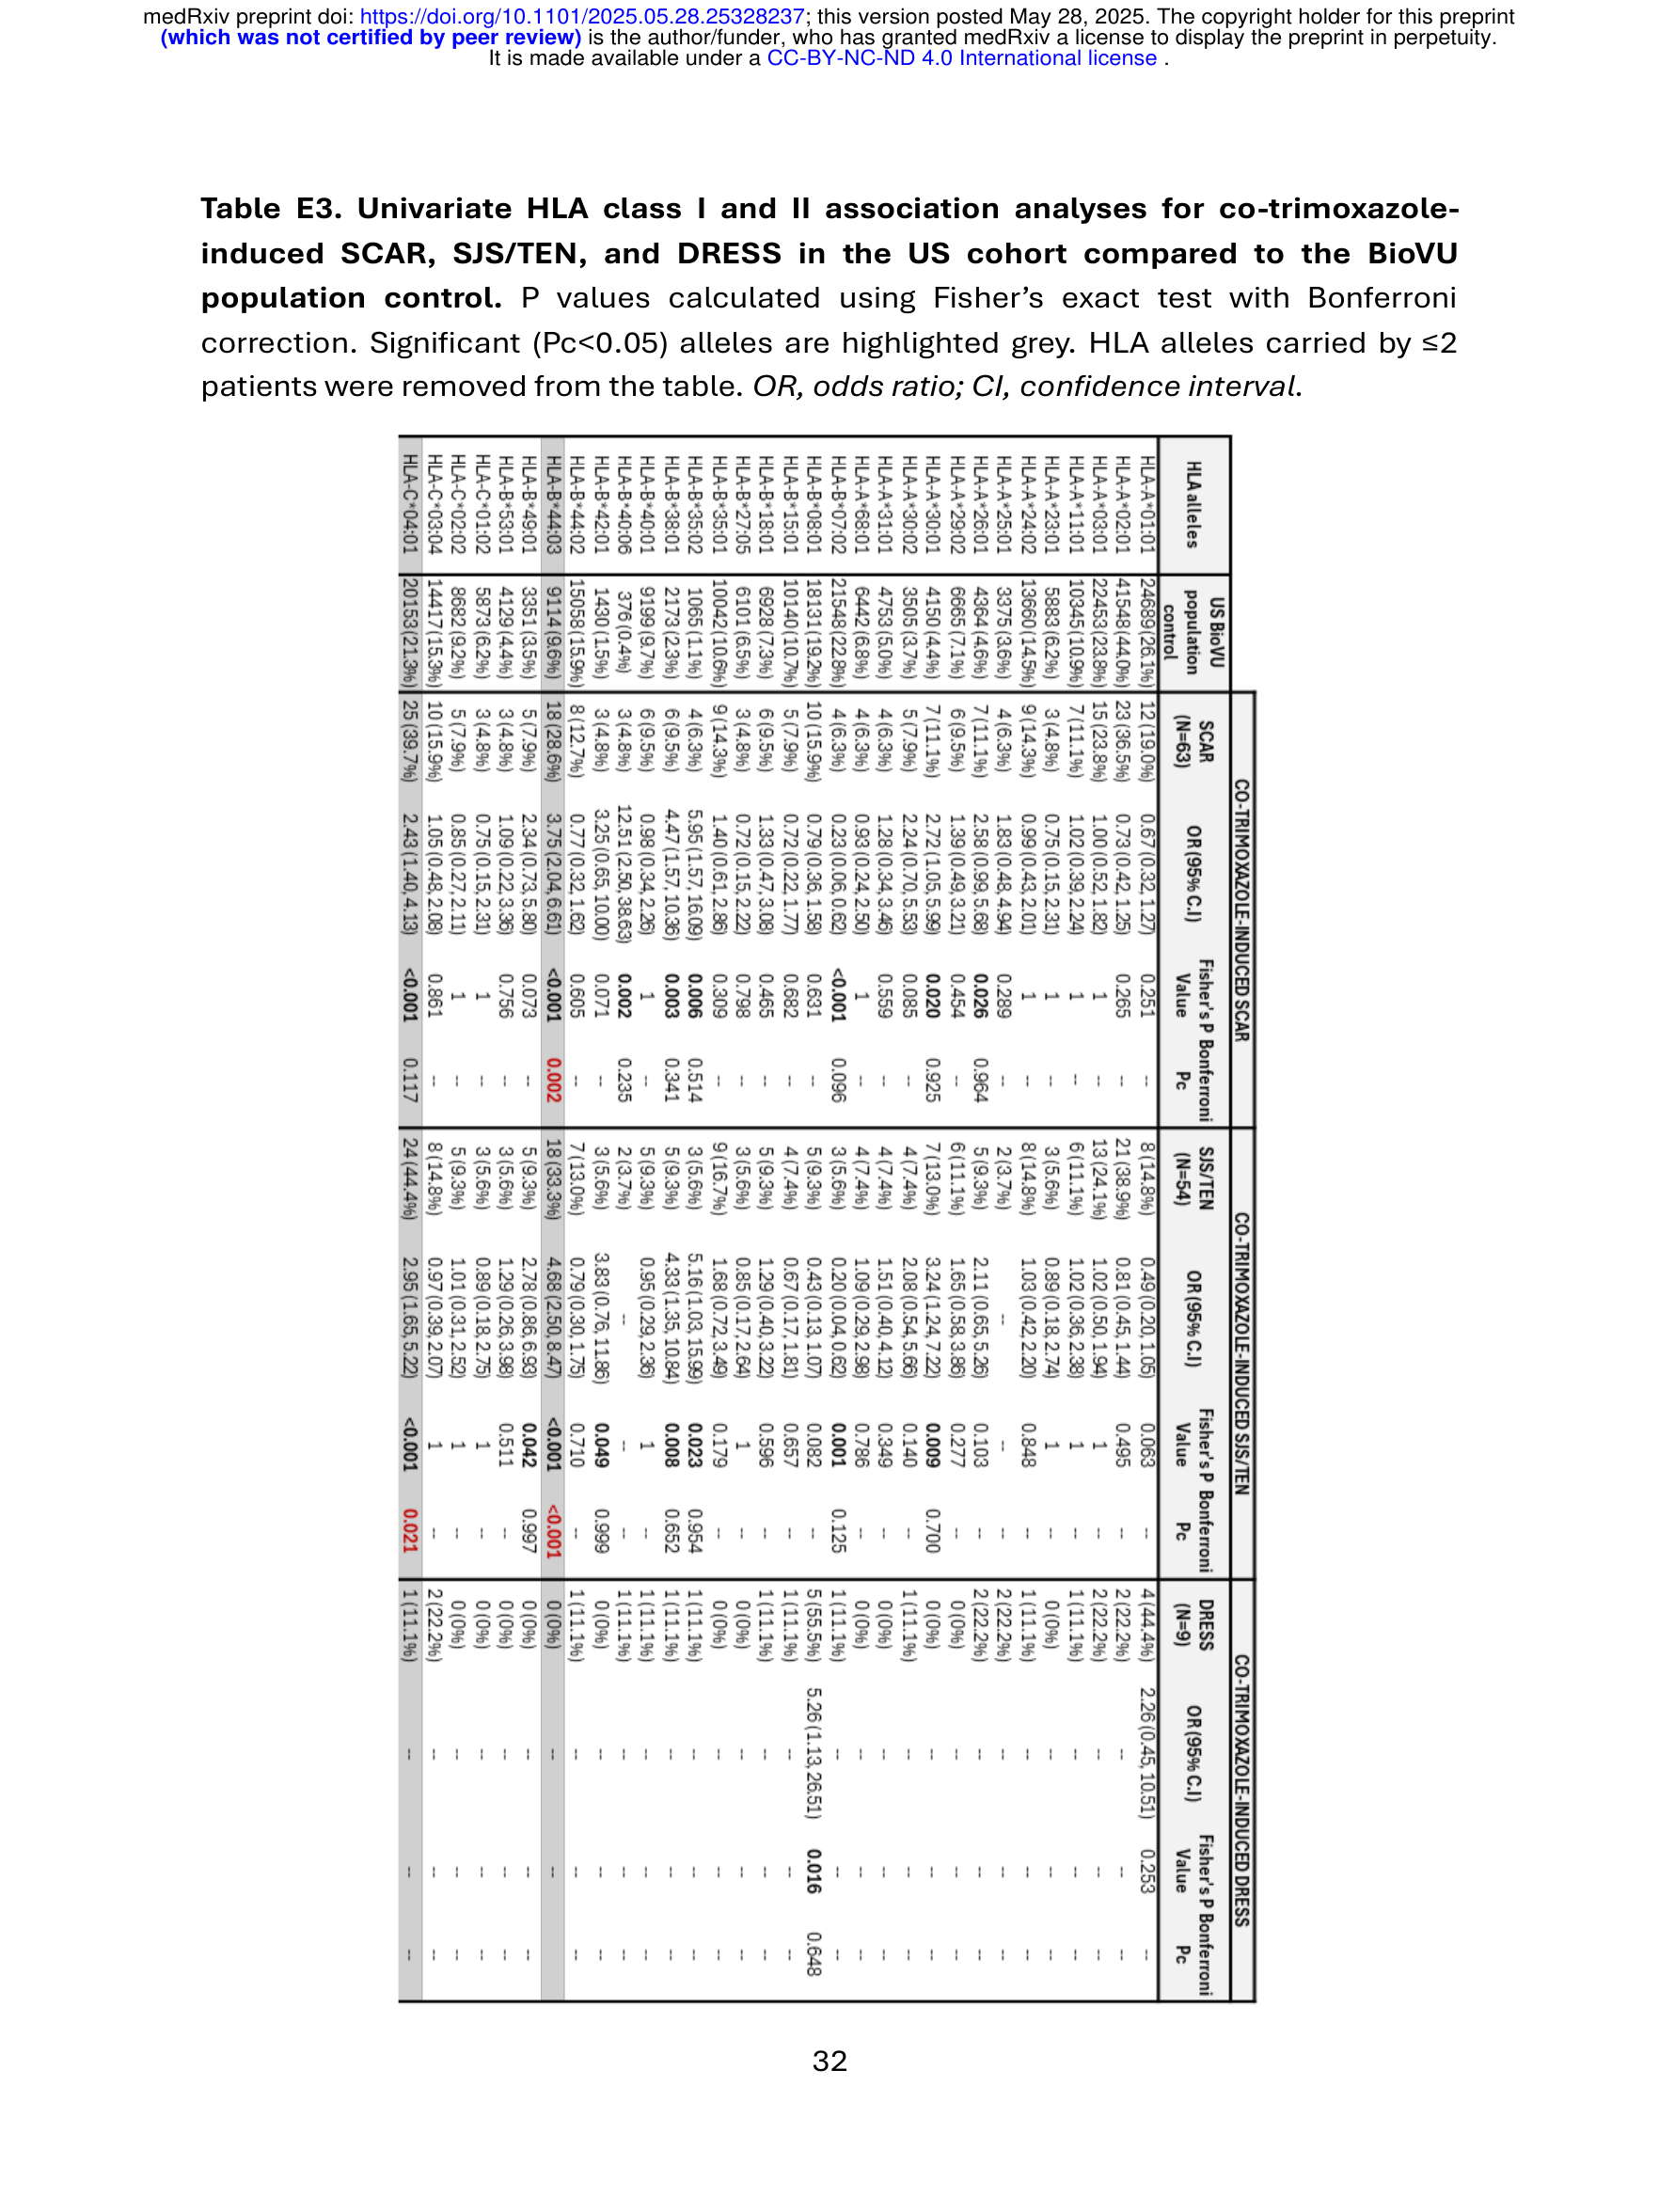 medRxiv preprint doi: https://doi.org/10.1101/2025.05.28.25328237; this version posted May 28, 2025. The copyright holder for this preprint
(which was not certified by peer review) is the author/funder, who has granted medRxiv a license to display the preprint in perpetuity.
It is made available under a CC-BY-NC-ND 4.0 International license .
Table E3. Univariate HLA class I and II association analyses for co-trimoxazole-
induced SCAR, SJS/TEN, and DRESS in the US cohort compared to the BioVU
population control. P values calculated using Fisher’s exact test with Bonferroni
correction. Significant (Pc<0.05) alleles are highlighted grey. HLA alleles carried by ≤2
patients were removed from the table. OR, odds ratio; CI, confidence interval.
CO-TRIMOXAZOLE-INDUCED SCAR CO-TRIMOXAZOLE-INDUCED SJS/TEN CO-TRIMOXAZOLE-INDUCED DRESS
HLA alleles US BioVU population control SCAR (N=63) OR (95% C.I) Fisher's P Value Bonferroni Pc SJS/TEN (N=54) OR (95% C.I) Fisher's P Value Bonferroni Pc DRESS (N=9) OR (95% C.I) Fisher's P Value Bonferroni Pc
HLA-A*01:01 24689 (26.1%) 12 (19.0%) 0.67 (0.32, 1.27) 0.251 -- 8 (14.8%) 0.49 (0.20, 1.05) 0.063 -- 4 (44.4%) 2.26 (0.45, 10.51) 0.253 --
HLA-A*02:01 41548 (44.0%) 23 (36.5%) 0.73 (0.42, 1.25) 0.265 -- 21 (38.9%) 0.81 (0.45, 1.44) 0.495 -- 2 (22.2%) -- -- --
HLA-A*03:01 22453 (23.8%) 15 (23.8%) 1.00 (0.52, 1.82) 1 -- 13 (24.1%) 1.02 (0.50, 1.94) 1 -- 2 (22.2%) -- -- --
HLA-A*11:01 10345 (10.9%) 7 (11.1%) 1.02 (0.39, 2.24) 1 -- 6 (11.1%) 1.02 (0.36, 2.38) 1 -- 1 (11.1%) -- -- --
HLA-A*23:01 5883 (6.2%) 3 (4.8%) 0.75 (0.15, 2.31) 1 -- 3 (5.6%) 0.89 (0.18, 2.74) 1 -- 0 (0%) -- -- --
HLA-A*24:02 13660 (14.5%) 9 (14.3%) 0.99 (0.43, 2.01) 1 -- 8 (14.8%) 1.03 (0.42, 2.20) 0.848 -- 1 (11.1%) -- -- --
HLA-A*25:01 3375 (3.6%) 4 (6.3%) 1.83 (0.48, 4.94) 0.289 -- 2 (3.7%) -- -- -- 2 (22.2%) -- -- --
HLA-A*26:01 4364 (4.6%) 7 (11.1%) 2.58 (0.99, 5.68) 0.026 0.964 5 (9.3%) 2.11 (0.65, 5.26) 0.103 -- 2 (22.2%) -- -- --
HLA-A*29:02 6665 (7.1%) 6 (9.5%) 1.39 (0.49, 3.21) 0.454 -- 6 (11.1%) 1.65 (0.58, 3.86) 0.277 -- 0 (0%) -- -- --
HLA-A*30:01 4150 (4.4%) 7 (11.1%) 2.72 (1.05, 5.99) 0.020 0.925 7 (13.0%) 3.24 (1.24, 7.22) 0.009 0.700 0 (0%) -- -- --
HLA-A*30:02 3505 (3.7%) 5 (7.9%) 2.24 (0.70, 5.53) 0.085 -- 4 (7.4%) 2.08 (0.54, 5.66) 0.140 -- 1 (11.1%) -- -- --
HLA-A*31:01 4753 (5.0%) 4 (6.3%) 1.28 (0.34, 3.46) 0.559 -- 4 (7.4%) 1.51 (0.40, 4.12) 0.349 -- 0 (0%) -- -- --
HLA-A*68:01 6442 (6.8%) 4 (6.3%) 0.93 (0.24, 2.50) 1 -- 4 (7.4%) 1.09 (0.29, 2.98) 0.786 -- 0 (0%) -- -- --
HLA-B*07:02 21548 (22.8%) 4 (6.3%) 0.23 (0.06, 0.62) <0.001 0.096 3 (5.6%) 0.20 (0.04, 0.62) 0.001 0.125 1 (11.1%) -- -- --
HLA-B*08:01 18131 (19.2%) 10 (15.9%) 0.79 (0.36, 1.58) 0.631 -- 5 (9.3%) 0.43 (0.13, 1.07) 0.082 -- 5 (55.5%) 5.26 (1.13, 26.51) 0.016 0.648
HLA-B*15:01 10140 (10.7%) 5 (7.9%) 0.72 (0.22, 1.77) 0.682 -- 4 (7.4%) 0.67 (0.17, 1.81) 0.657 -- 1 (11.1%) -- -- --
HLA-B*18:01 6928 (7.3%) 6 (9.5%) 1.33 (0.47, 3.08) 0.465 -- 5 (9.3%) 1.29 (0.40, 3.22) 0.596 -- 1 (11.1%) -- -- --
HLA-B*27:05 6101 (6.5%) 3 (4.8%) 0.72 (0.15, 2.22) 0.798 -- 3 (5.6%) 0.85 (0.17, 2.64) 1 -- 0 (0%) -- -- --
HLA-B*35:01 10042 (10.6%) 9 (14.3%) 1.40 (0.61, 2.86) 0.309 -- 9 (16.7%) 1.68 (0.72, 3.49) 0.179 -- 0 (0%) -- -- --
HLA-B*35:02 1065 (1.1%) 4 (6.3%) 5.95 (1.57, 16.09) 0.006 0.514 3 (5.6%) 5.16 (1.03, 15.99) 0.023 0.954 1 (11.1%) -- -- --
HLA-B*38:01 2173 (2.3%) 6 (9.5%) 4.47 (1.57, 10.36) 0.003 0.341 5 (9.3%) 4.33 (1.35, 10.84) 0.008 0.652 1 (11.1%) -- -- --
HLA-B*40:01 9199 (9.7%) 6 (9.5%) 0.98 (0.34, 2.26) 1 -- 5 (9.3%) 0.95 (0.29, 2.36) 1 -- 1 (11.1%) -- -- --
HLA-B*40:06 376 (0.4%) 3 (4.8%) 12.51 (2.50, 38.63) 0.002 0.235 2 (3.7%) -- -- -- 1 (11.1%) -- -- --
HLA-B*42:01 1430 (1.5%) 3 (4.8%) 3.25 (0.65, 10.00) 0.071 -- 3 (5.6%) 3.83 (0.76, 11.86) 0.049 0.999 0 (0%) -- -- --
HLA-B*44:02 15058 (15.9%) 8 (12.7%) 0.77 (0.32, 1.62) 0.605 -- 7 (13.0%) 0.79 (0.30, 1.75) 0.710 -- 1 (11.1%) -- -- --
HLA-B*44:03 9114 (9.6%) 18 (28.6%) 3.75 (2.04, 6.61) <0.001 0.002 18 (33.3%) 4.68 (2.50, 8.47) <0.001 <0.001 0 (0%) -- -- --
HLA-B*49:01 3351 (3.5%) 5 (7.9%) 2.34 (0.73, 5.80) 0.073 -- 5 (9.3%) 2.78 (0.86, 6.93) 0.042 0.997 0 (0%) -- -- --
HLA-B*53:01 4129 (4.4%) 3 (4.8%) 1.09 (0.22, 3.36) 0.756 -- 3 (5.6%) 1.29 (0.26, 3.98) 0.511 -- 0 (0%) -- -- --
HLA-C*01:02 5873 (6.2%) 3 (4.8%) 0.75 (0.15, 2.31) 1 -- 3 (5.6%) 0.89 (0.18, 2.75) 1 -- 0 (0%) -- -- --
HLA-C*02:02 8682 (9.2%) 5 (7.9%) 0.85 (0.27, 2.11) 1 -- 5 (9.3%) 1.01 (0.31, 2.52) 1 -- 0 (0%) -- -- --
HLA-C*03:04 14417 (15.3%) 10 (15.9%) 1.05 (0.48, 2.08) 0.861 -- 8 (14.8%) 0.97 (0.39, 2.07) 1 -- 2 (22.2%) -- -- --
HLA-C*04:01 20153 (21.3%) 25 (39.7%) 2.43 (1.40, 4.13) <0.001 0.117 24 (44.4%) 2.95 (1.65, 5.22) <0.001 0.021 1 (11.1%) -- -- --
32